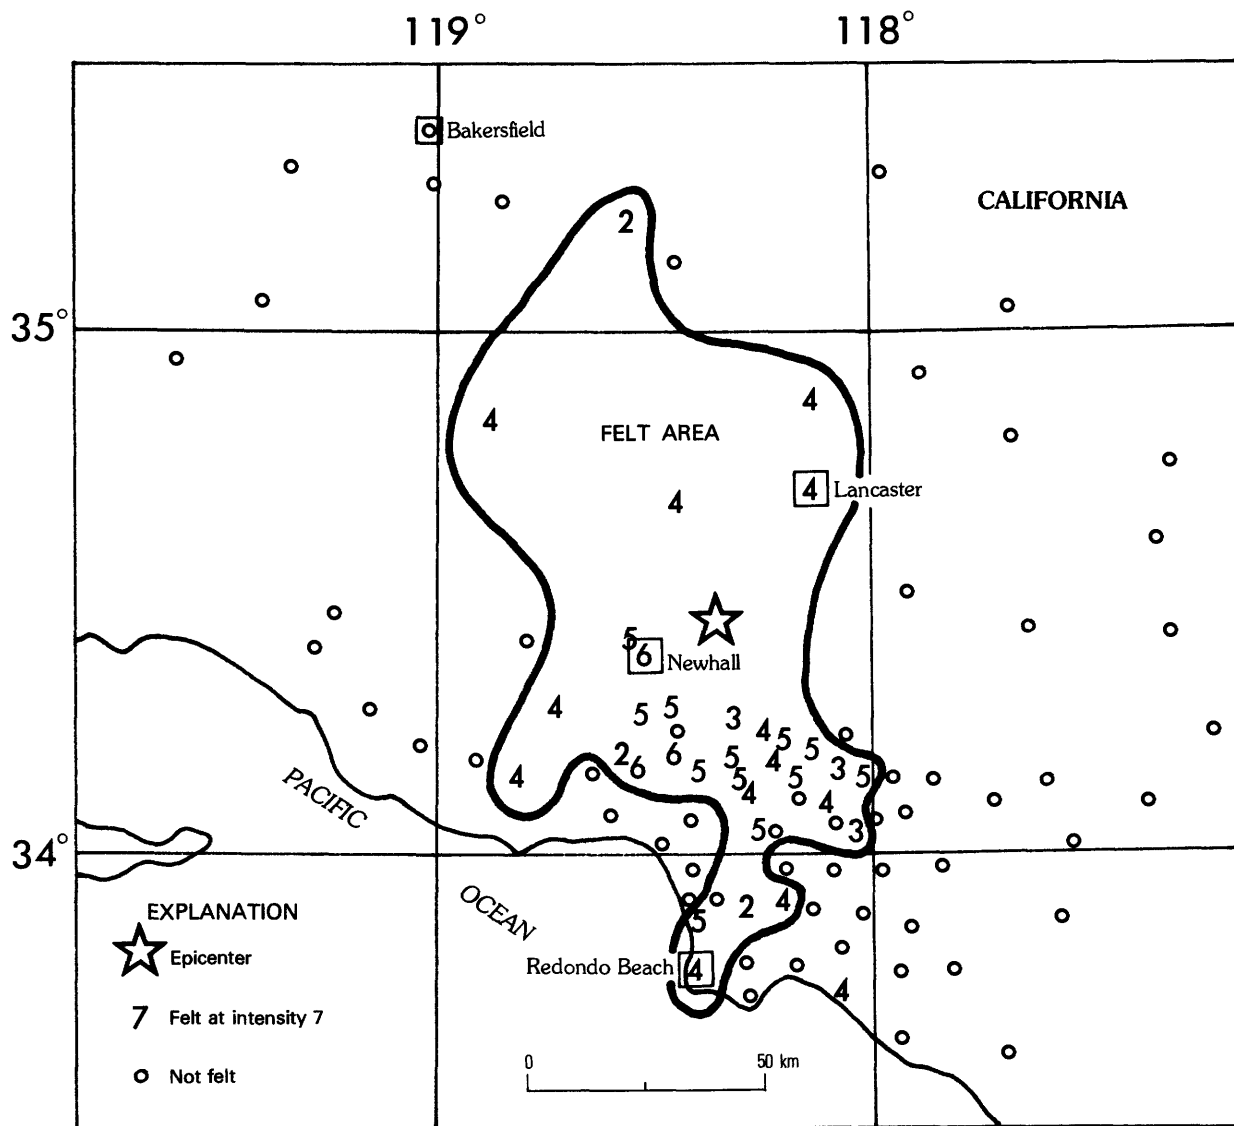 119° 118°
Bakersfield
CALIFORNIA
2
35°
4
4
FELT AREA
4
4 Lancaster
5
6 Newhall
4 5 5 3 4 5 5
2 6 6 5 5 5 4 5 3 5
4 4 4
5 3
34°
PACIFIC
OCEAN
2 4
5
Redondo Beach 4
4
EXPLANATION
Epicenter
7 Felt at intensity 7
Not felt
0 50 km